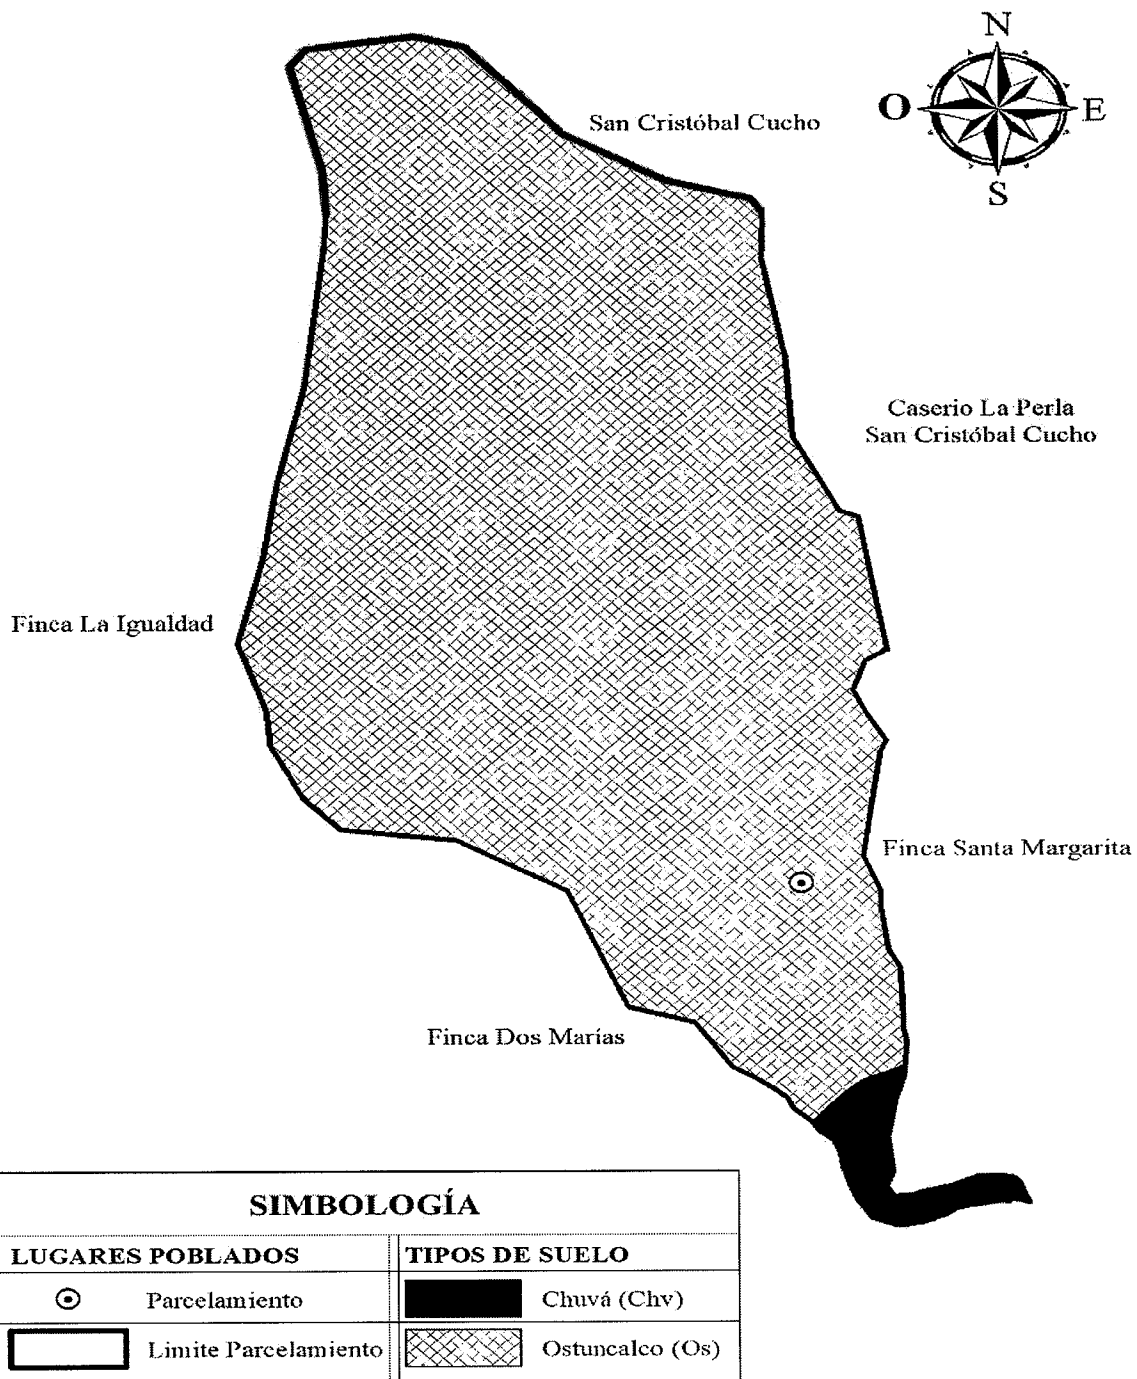 N
O
E
S
San Cristóbal Cucho
Caserio La Perla
San Cristóbal Cucho
Finca La Igualdad
Finca Santa Margarita
Finca Dos Marías
SIMBOLOGÍA
LUGARES POBLADOS
TIPOS DE SUELO
Parcelamiento
Chuvá (Chv)
Limite Parcelamiento
Ostuncalco (Os)